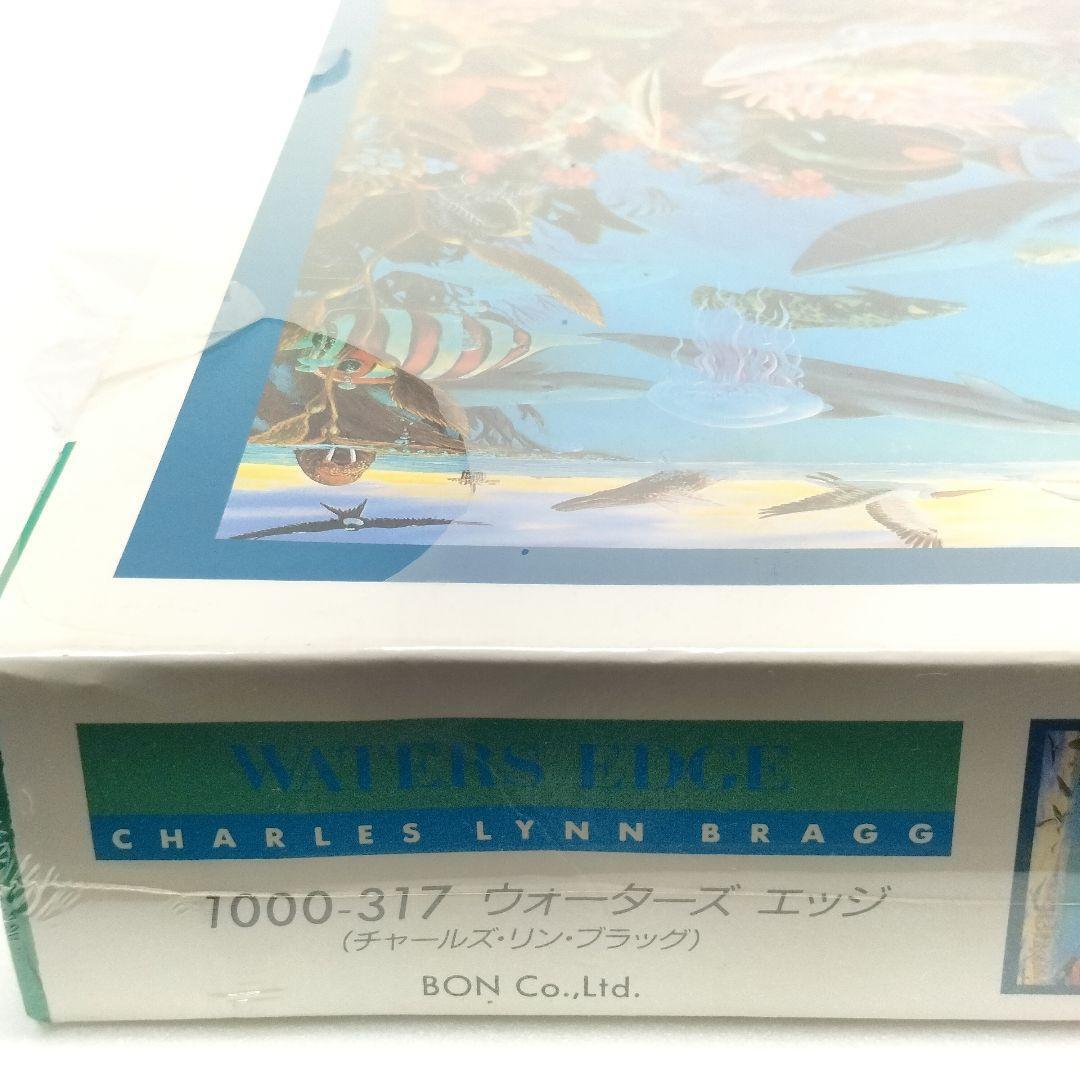 WATERS EDGE
CHARLES LYNN BRAGG
1000-317 ウォーターズ エッジ
(チャールズ・リン・ブラッグ)
BON Co.,Ltd.